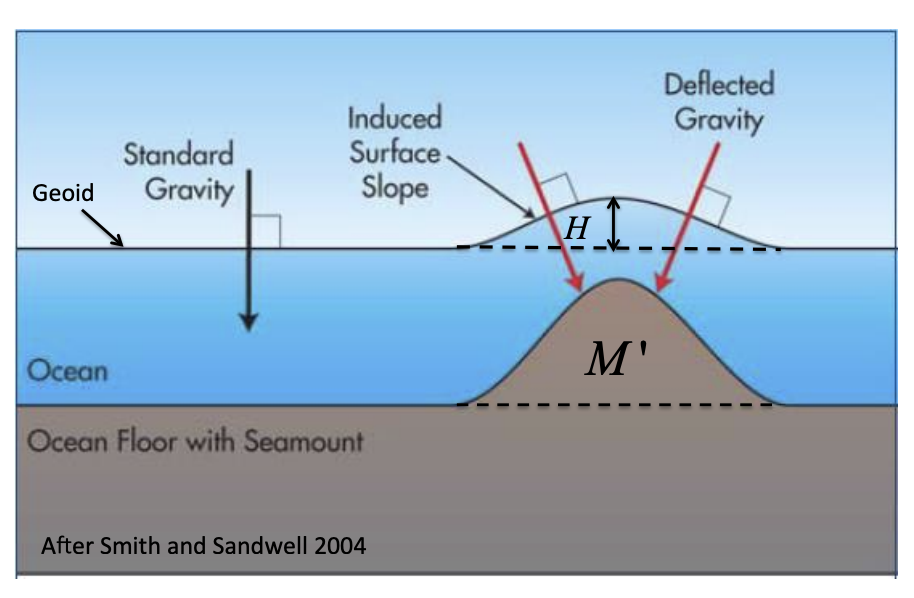 Deflected
Gravity
Induced
Surface
Slope
Standard
Gravity
Geoid
H
M'
Ocean
Ocean Floor with Seamount
After Smith and Sandwell 2004